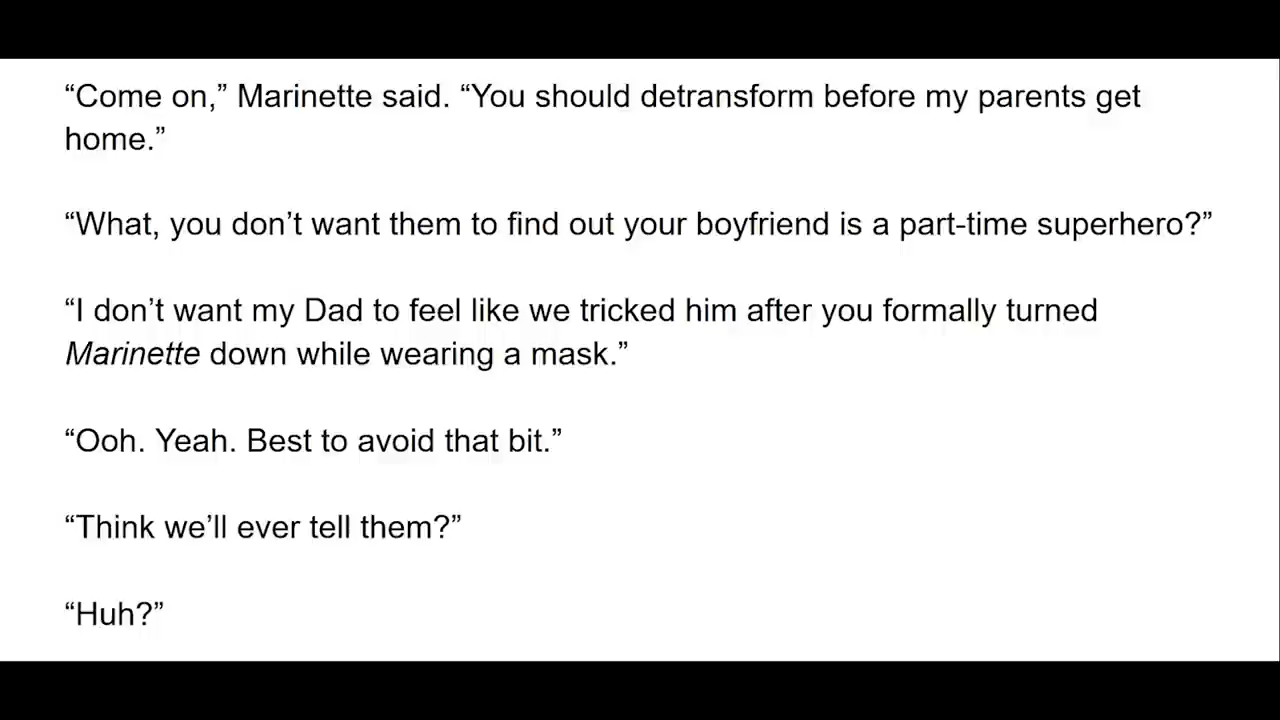 “Come on,” Marinette said. “You should detransform before my parents get
home.”
“What, you don’t want them to find out your boyfriend is a part-time superhero?”
“I don’t want my Dad to feel like we tricked him after you formally turned
Marinette down while wearing a mask.”
“Ooh. Yeah. Best to avoid that bit.”
“Think we’ll ever tell them?”
“Huh?”